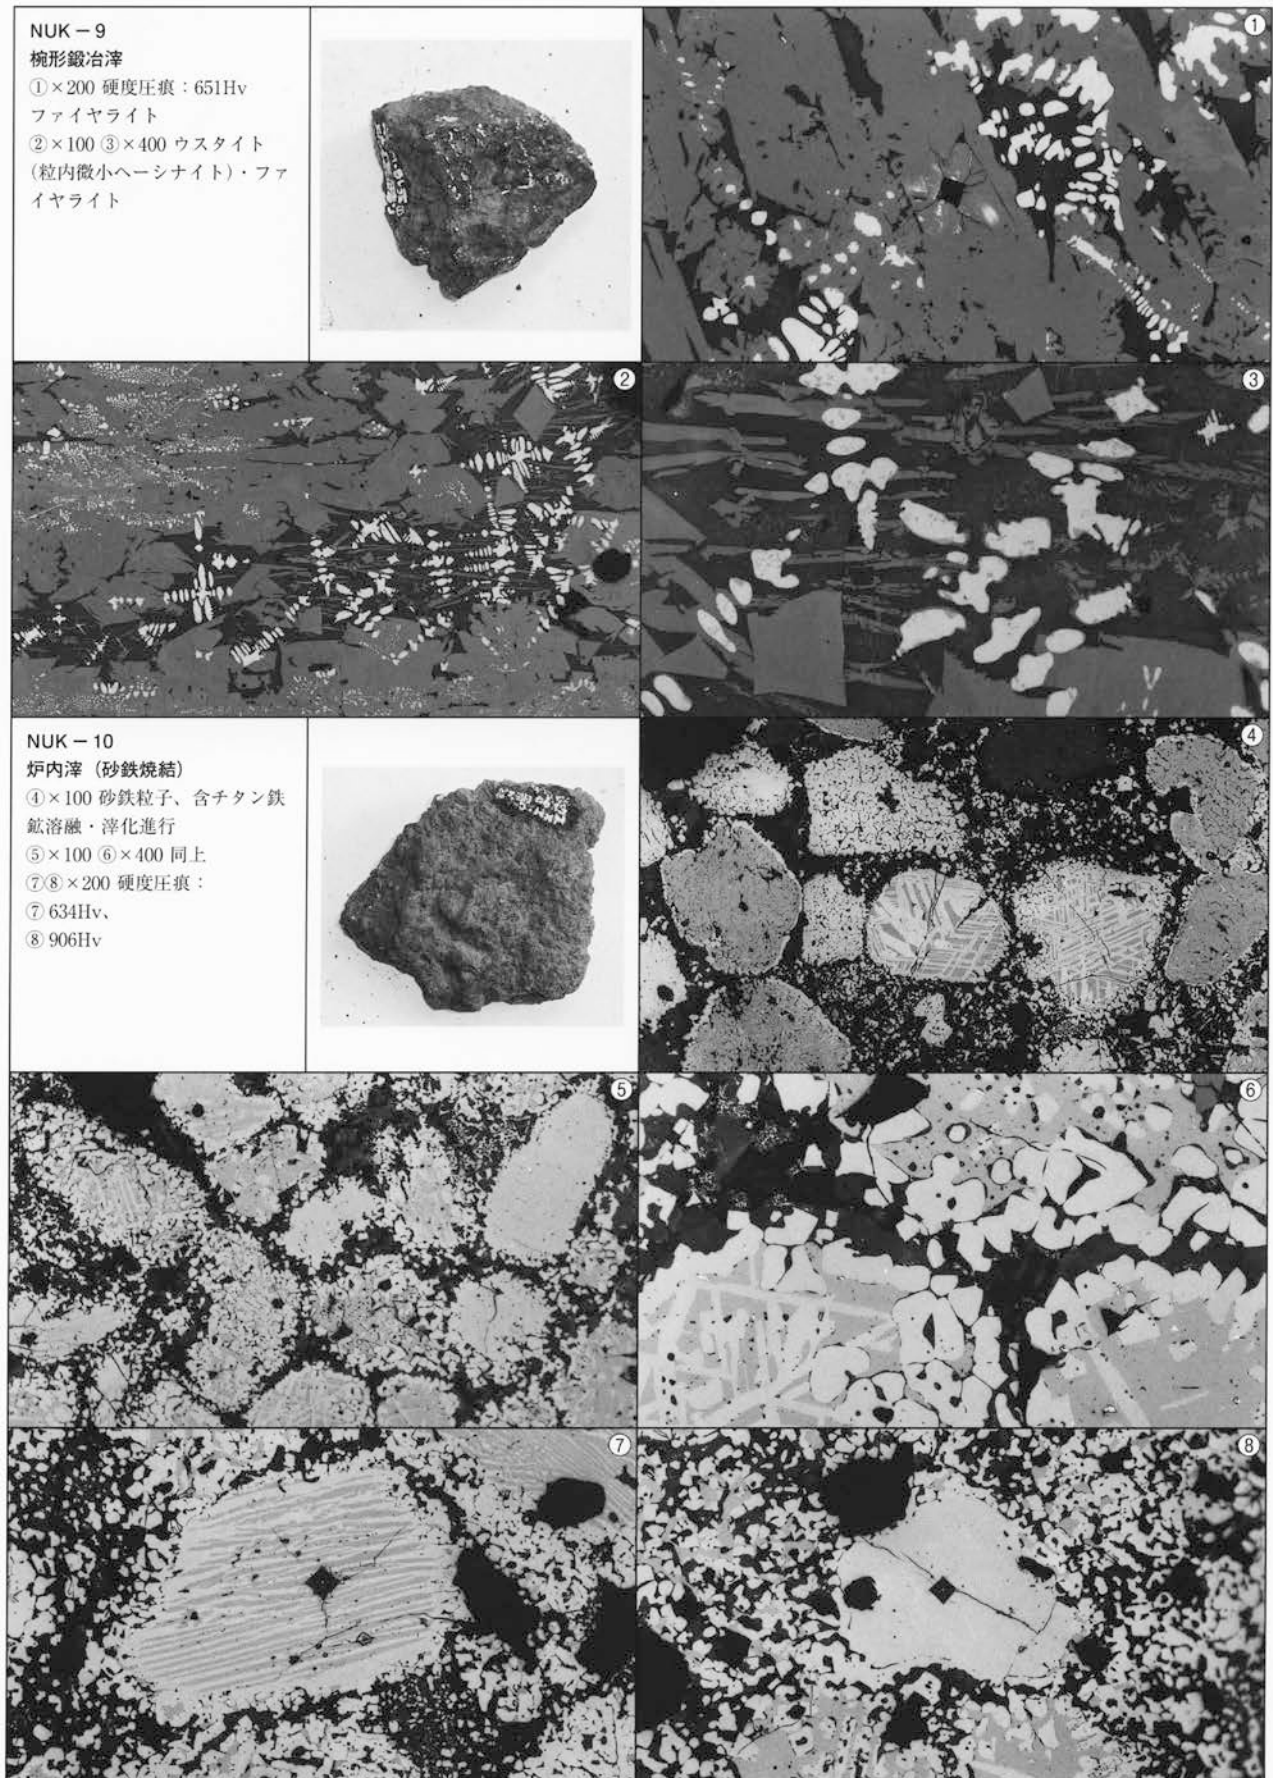 NUK－9
椀形鍛冶滓
①×200 硬度圧痕：651Hv
ファイヤライト
②×100 ③×400 ウスタイト
(粒内微小ヘーシナイト)・ファ
イヤライト
①
②
③
NUK－10
炉内滓（砂鉄焼結）
④×100 砂鉄粒子、含チタン鉄
鉱溶融・滓化進行
⑤×100 ⑥×400 同上
⑦⑧×200 硬度圧痕：
⑦ 634Hv、
⑧ 906Hv
④
⑤
⑥
⑦
⑧